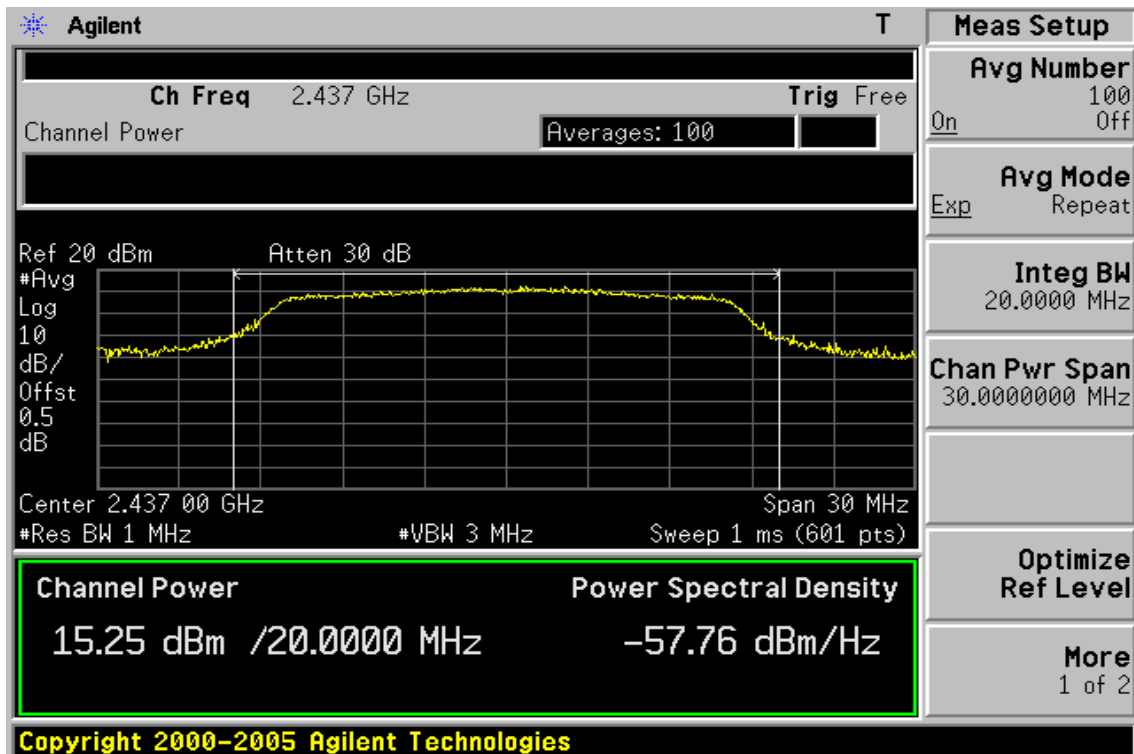 Agilent T
Ch Freq 2.437 GHz Trig Free
Channel Power Averages: 100
Ref 20 dBm Atten 30 dB
#Avg
Log
10
dB/
Offst
0.5
dB
Center 2.437 00 GHz Span 30 MHz
#Res BW 1 MHz #VBW 3 MHz Sweep 1 ms (601 pts)
Channel Power Power Spectral Density
15.25 dBm /20.0000 MHz -57.76 dBm/Hz
Copyright 2000-2005 Agilent Technologies
Meas Setup
Avg Number
100
On Off
Avg Mode
Exp Repeat
Integ BW
20.0000 MHz
Chan Pwr Span
30.0000000 MHz
Optimize
Ref Level
More
1 of 2